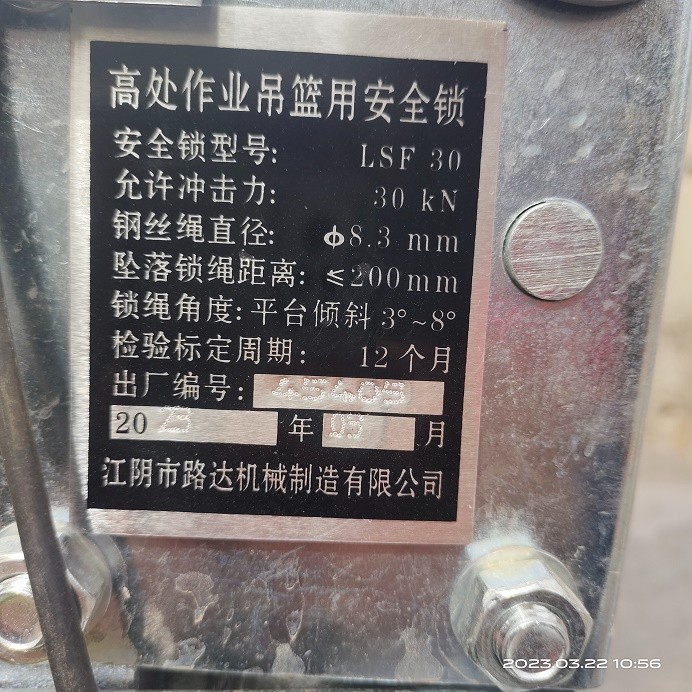 高处作业吊篮用安全锁
安全锁型号: LSF 30
允许冲击力: 30 kN
钢丝绳直径: ф8.3 mm
坠落锁绳距离: ≤200mm
锁绳角度: 平台倾斜 3°~8°
检验标定周期: 12 个月
出厂编号: 45405
20 年 月
江阴市路达机械制造有限公司
2023.03.22 10:56